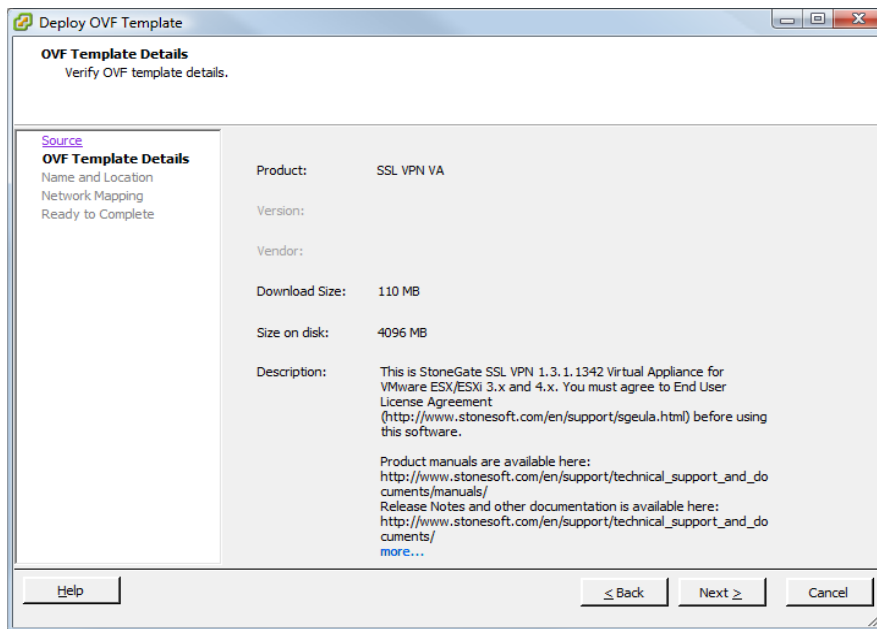 Deploy OVF Template
OVF Template Details
Verify OVF template details.
Source
OVF Template Details
Name and Location
Network Mapping
Ready to Complete
Product: SSL VPN VA
Version:
Vendor:
Download Size: 110 MB
Size on disk: 4096 MB
Description: This is StoneGate SSL VPN 1.3.1.1342 Virtual Appliance for
VMware ESX/ESXi 3.x and 4.x. You must agree to End User
License Agreement
(http://www.stonesoft.com/en/support/sgeula.html) before using
this software.
Product manuals are available here:
http://www.stonesoft.com/en/support/technical_support_and_do
cuments/manuals/
Release Notes and other documentation is available here:
http://www.stonesoft.com/en/support/technical_support_and_do
cuments/
more...
Help
< Back Next > Cancel